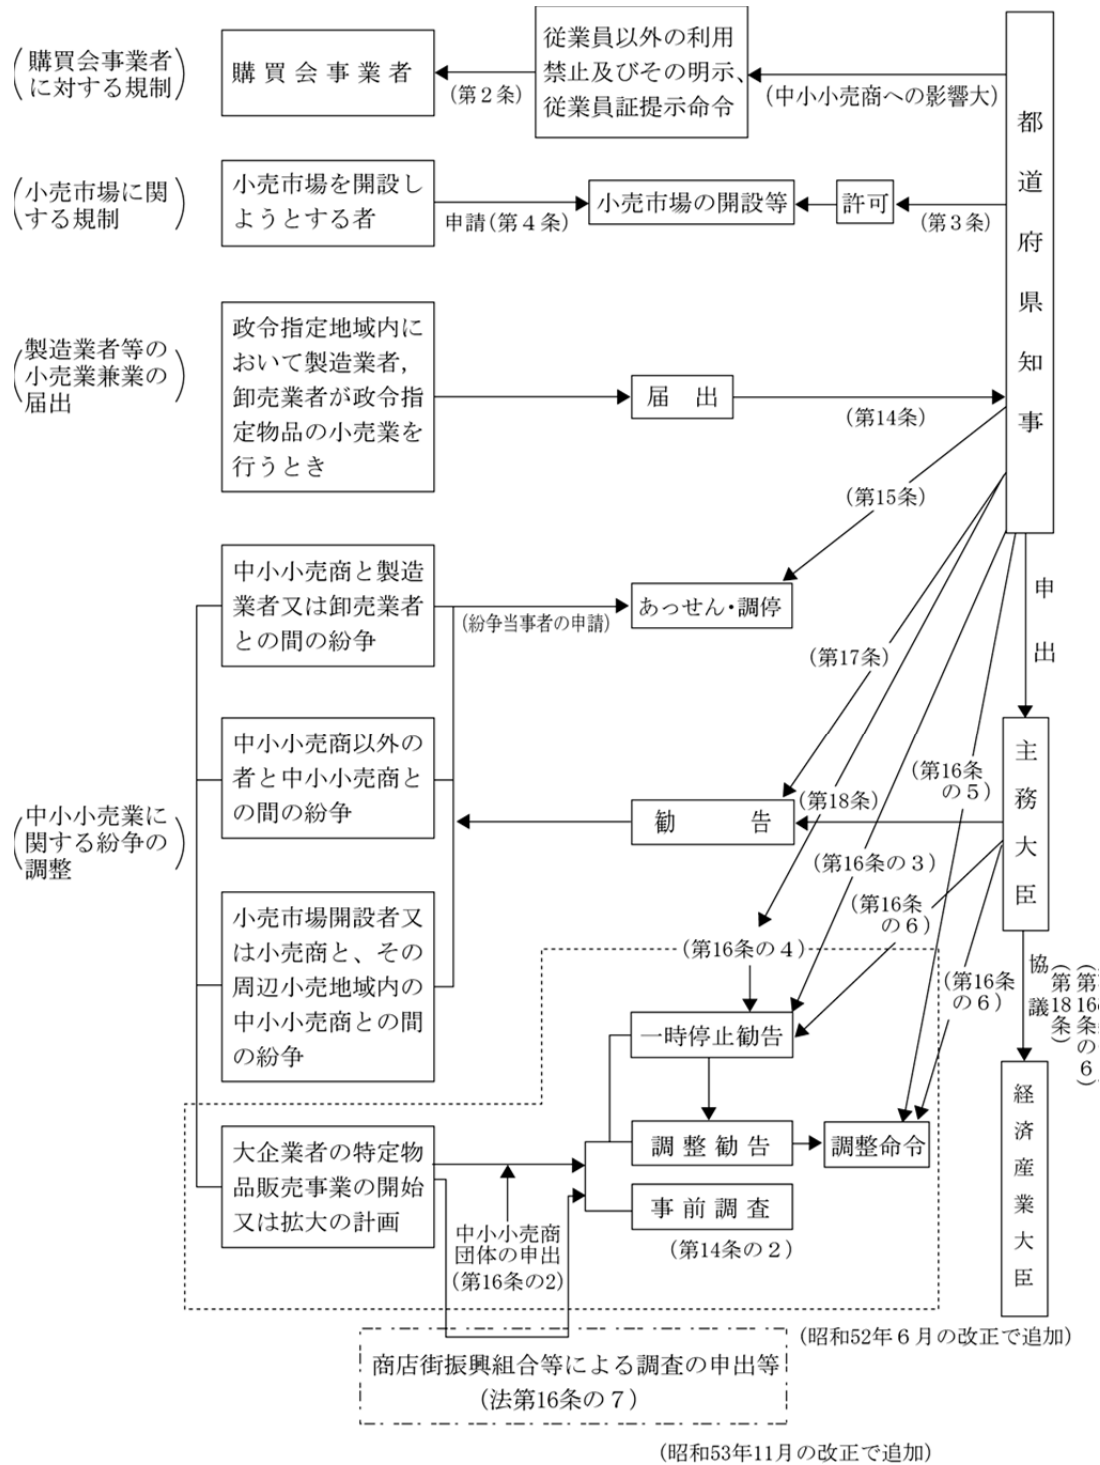 (購買会事業者
に対する規制)
購買会事業者
(第２条)
従業員以外の利用
禁止及びその明示、
従業員証提示命令
(中小小売商への影響大)
都道府県知事
(小売市場に関
する規制)
小売市場を開設し
ようとする者
申請(第４条)
小売市場の開設等
許可
(第３条)
(製造業者等の
小売業兼業の
届出)
政令指定地域内に
おいて製造業者,
卸売業者が政令指
定物品の小売業を
行うとき
届出
(第14条)
(第15条)
(中小小売業に
関する紛争の
調整)
中小小売商と製造
業者又は卸売業者
との間の紛争
(紛争当事者の申請)
あっせん・調停
申出
(第17条)
中小小売商以外の
者と中小小売商と
の間の紛争
勧告
(第18条)
(第16条
の５)
主務大臣
(第16条の３)
(第16条
の６)
小売市場開設者又
は小売商と、その
周辺小売地域内の
中小小売商との間
の紛争
(第16条の４)
(第16条
の６)
協議
(第18条)
一時停止勧告
調整勧告
調整命令
事前調査
(第14条の２)
経済産業大臣
大企業者の特定物
品販売事業の開始
又は拡大の計画
中小小売商
団体の申出
(第16条の2)
(昭和52年６月の改正で追加)
商店街振興組合等による調査の申出等
(法第16条の７)
(昭和53年11月の改正で追加)